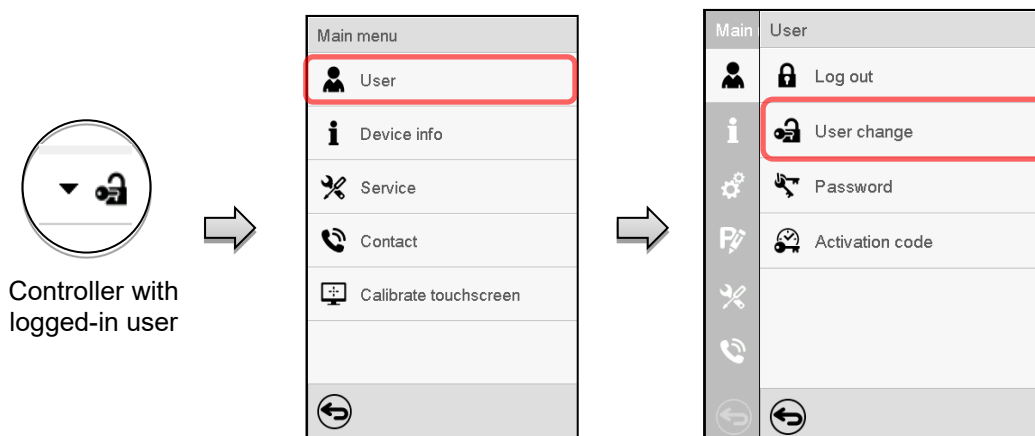 Controller with
logged-in user
Main menu
User
Device info
Service
Contact
Calibrate touchscreen
Main
User
Log out
User change
Password
Activation code